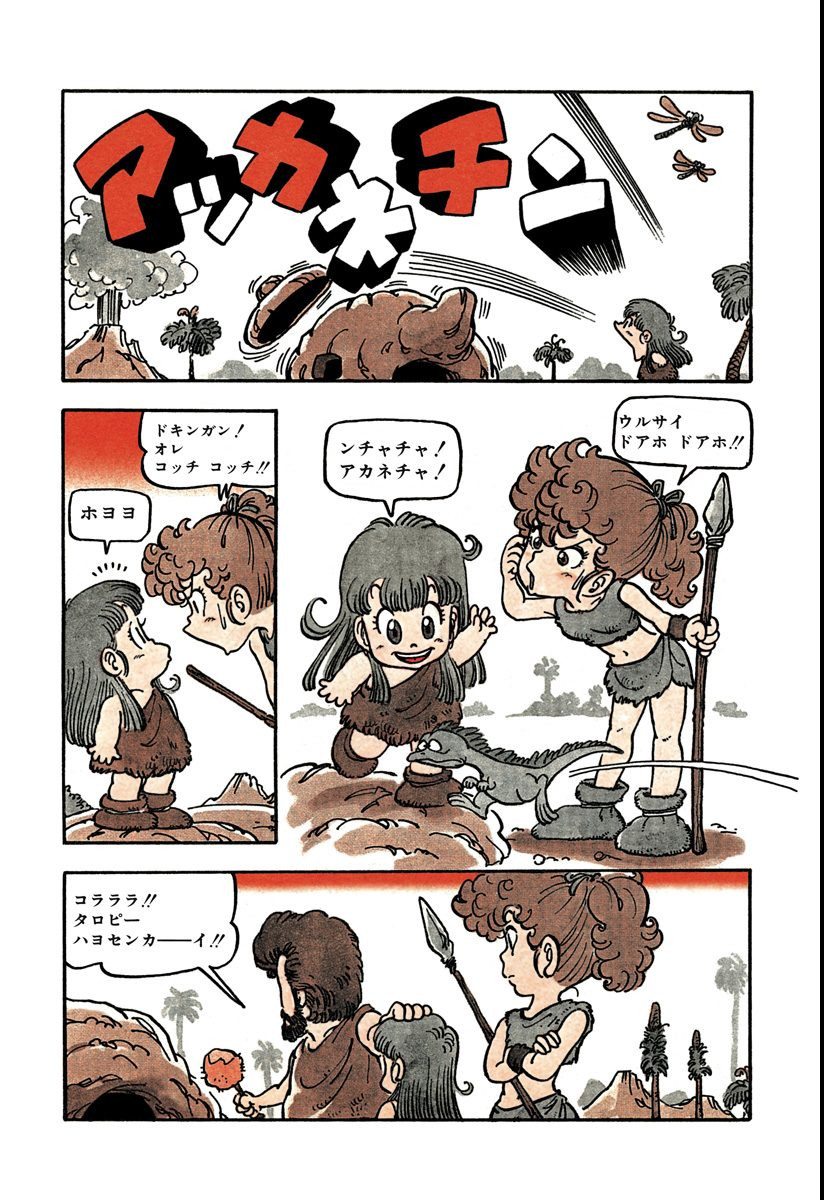 アッカネチン
ウルサイ
ドアホ ドアホ!!
ンチャチャ!
アカネチャ!
ドキンガン!
オレ
コッチ コッチ!!
ホヨヨ
コラララ!!
タロピー
ハヨセンカーーイ!!